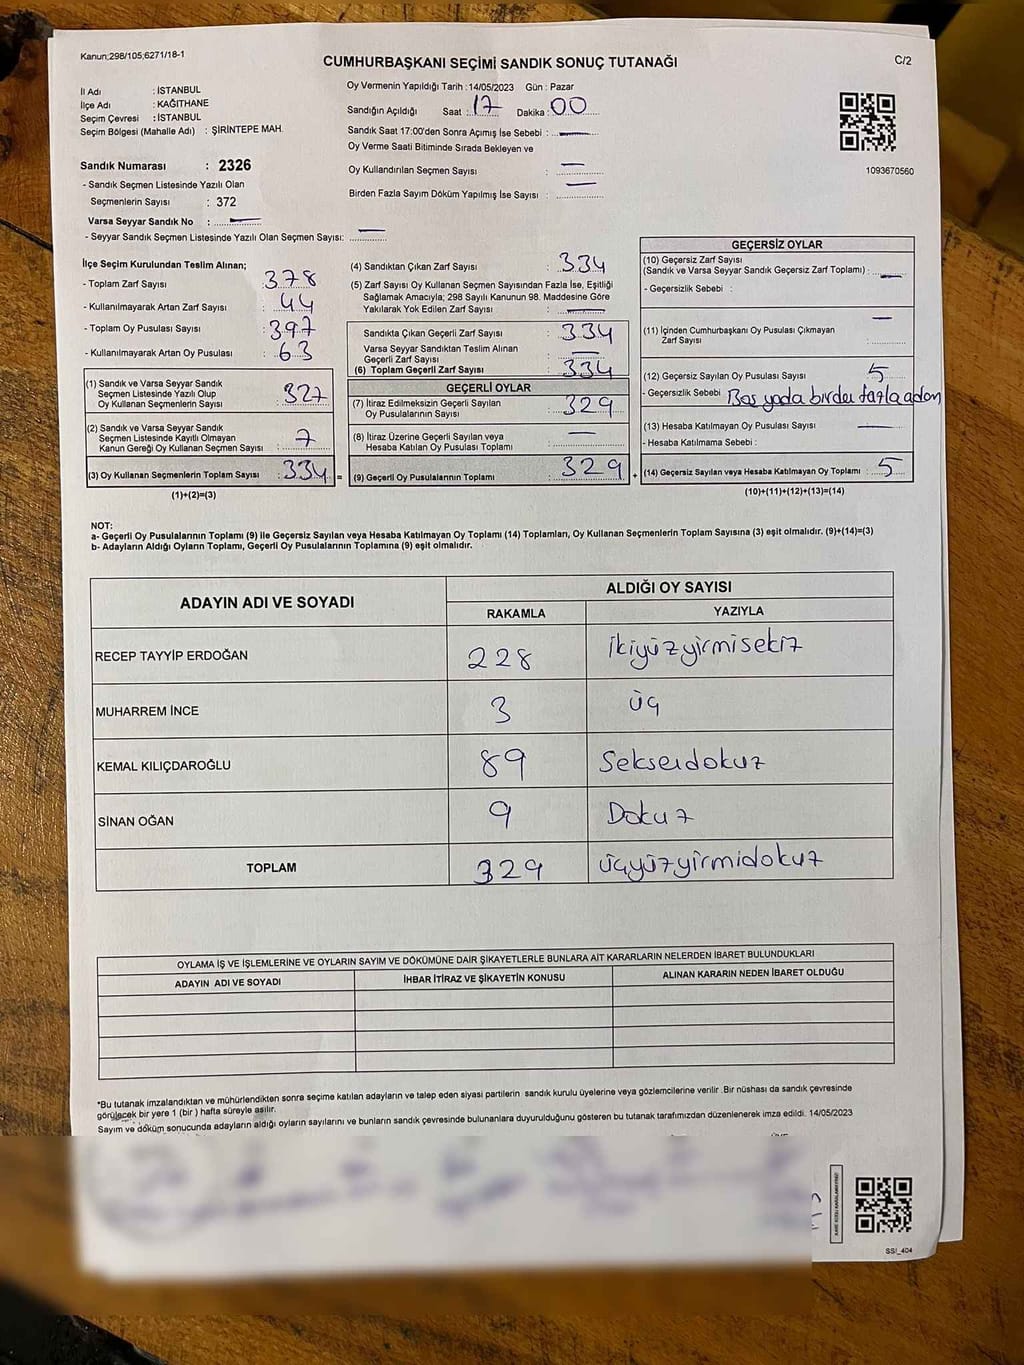 Kanun:298/105;6271/18-1
CUMHURBAŞKANI SEÇİMİ SANDIK SONUÇ TUTANAĞI
C/2
İl Adı : İSTANBUL
İlçe Adı : KAĞITHANE
Seçim Çevresi : İSTANBUL
Seçim Bölgesi (Mahalle Adı) : ŞİRİNTEPE MAH.
Oy Vermenin Yapıldığı Tarih : 14/05/2023 Gün : Pazar
Sandığın Açıldığı Saat : 17 Dakika : 00
Sandık Saat 17:00'den Sonra Açımış İse Sebebi : —
Oy Verme Saati Bitiminde Sırada Bekleyen ve
Oy Kullandırılan Seçmen Sayısı : —
Birden Fazla Sayım Döküm Yapılmış İse Sayısı : —
1093670560
Sandık Numarası : 2326
- Sandık Seçmen Listesinde Yazılı Olan
Seçmenlerin Sayısı : 372
Varsa Seyyar Sandık No : —
- Seyyar Sandık Seçmen Listesinde Yazılı Olan Seçmen Sayısı: —
İlçe Seçim Kurulundan Teslim Alınan;
- Toplam Zarf Sayısı : 378
- Kullanılmayarak Artan Zarf Sayısı : 44
- Toplam Oy Pusulası Sayısı : 397
- Kullanılmayarak Artan Oy Pusulası : 63
(1) Sandık ve Varsa Seyyar Sandık
Seçmen Listesinde Yazılı Olup
Oy Kullanan Seçmenlerin Sayısı : 327
(2) Sandık ve Varsa Seyyar Sandık
Seçmen Listesinde Kayıtlı Olmayan
Kanun Gereği Oy Kullanan Seçmen Sayısı : 7
(3) Oy Kullanan Seçmenlerin Toplam Sayısı : 334 =
(1)+(2)=(3)
(4) Sandıktan Çıkan Zarf Sayısı : 334
(5) Zarf Sayısı Oy Kullanan Seçmen Sayısından Fazla İse, Eşitliği
Sağlamak Amacıyla; 298 Sayılı Kanunun 98. Maddesine Göre
Yakılarak Yok Edilen Zarf Sayısı : —
Sandıkta Çıkan Geçerli Zarf Sayısı : 334
Varsa Seyyar Sandıktan Teslim Alınan
Geçerli Zarf Sayısı : —
(6) Toplam Geçerli Zarf Sayısı : 334
GEÇERLİ OYLAR
(7) İtiraz Edilmeksizin Geçerli Sayılan
Oy Pusulalarının Sayısı : 329
(8) İtiraz Üzerine Geçerli Sayılan veya
Hesaba Katılan Oy Pusulası Toplamı : —
(9) Geçerli Oy Pusulalarının Toplamı : 329 +
GEÇERSİZ OYLAR
(10) Geçersiz Zarf Sayısı
(Sandık ve Varsa Seyyar Sandık Geçersiz Zarf Toplamı) : —
- Geçersizlik Sebebi :
(11) İçinden Cumhurbaşkanı Oy Pusulası Çıkmayan
Zarf Sayısı : —
(12) Geçersiz Sayılan Oy Pusulası Sayısı : 5
- Geçersizlik Sebebi Boş yada birden fazla aday
(13) Hesaba Katılmayan Oy Pusulası Sayısı : —
- Hesaba Katılmama Sebebi :
(14) Geçersiz Sayılan veya Hesaba Katılmayan Oy Toplamı : 5
(10)+(11)+(12)+(13)=(14)
NOT:
a- Geçerli Oy Pusulalarının Toplamı (9) ile Geçersiz Sayılan veya Hesaba Katılmayan Oy Toplamı (14) Toplamları, Oy Kullanan Seçmenlerin Toplam Sayısına (3) eşit olmalıdır. (9)+(14)=(3)
b- Adayların Aldığı Oyların Toplamı, Geçerli Oy Pusulalarının Toplamına (9) eşit olmalıdır.
ADAYIN ADI VE SOYADI
ALDIĞI OY SAYISI
RAKAMLA YAZIYLA
RECEP TAYYİP ERDOĞAN 228 ikiyüzyirmisekiz
MUHARREM İNCE 3 üç
KEMAL KILIÇDAROĞLU 89 Seksendokuz
SİNAN OĞAN 9 Dokuz
TOPLAM 329 üçyüzyirmidokuz
OYLAMA İŞ VE İŞLEMLERİNE VE OYLARIN SAYIM VE DÖKÜMÜNE DAİR ŞİKAYETLERLE BUNLARA AİT KARARLARIN NELERDEN İBARET BULUNDUKLARI
ADAYIN ADI VE SOYADI İHBAR İTİRAZ VE ŞİKAYETİN KONUSU ALINAN KARARIN NEDEN İBARET OLDUĞU
*Bu tutanak imzalandıktan ve mühürlendikten sonra seçime katılan adayların ve talep eden siyasi partilerin sandık kurulu üyelerine veya gözlemcilerine verilir .Bir nüshası da sandık çevresinde
görülecek bir yere 1 (bir ) hafta süreyle asılır.
Sayım ve döküm sonucunda adayların aldığı oyların sayılarını ve bunların sandık çevresinde bulunanlara duyurulduğunu gösteren bu tutanak tarafımızdan düzenlenerek imza edildi. 14/05/2023
KARE KODU KARALAMAYINIZ
SSI_404